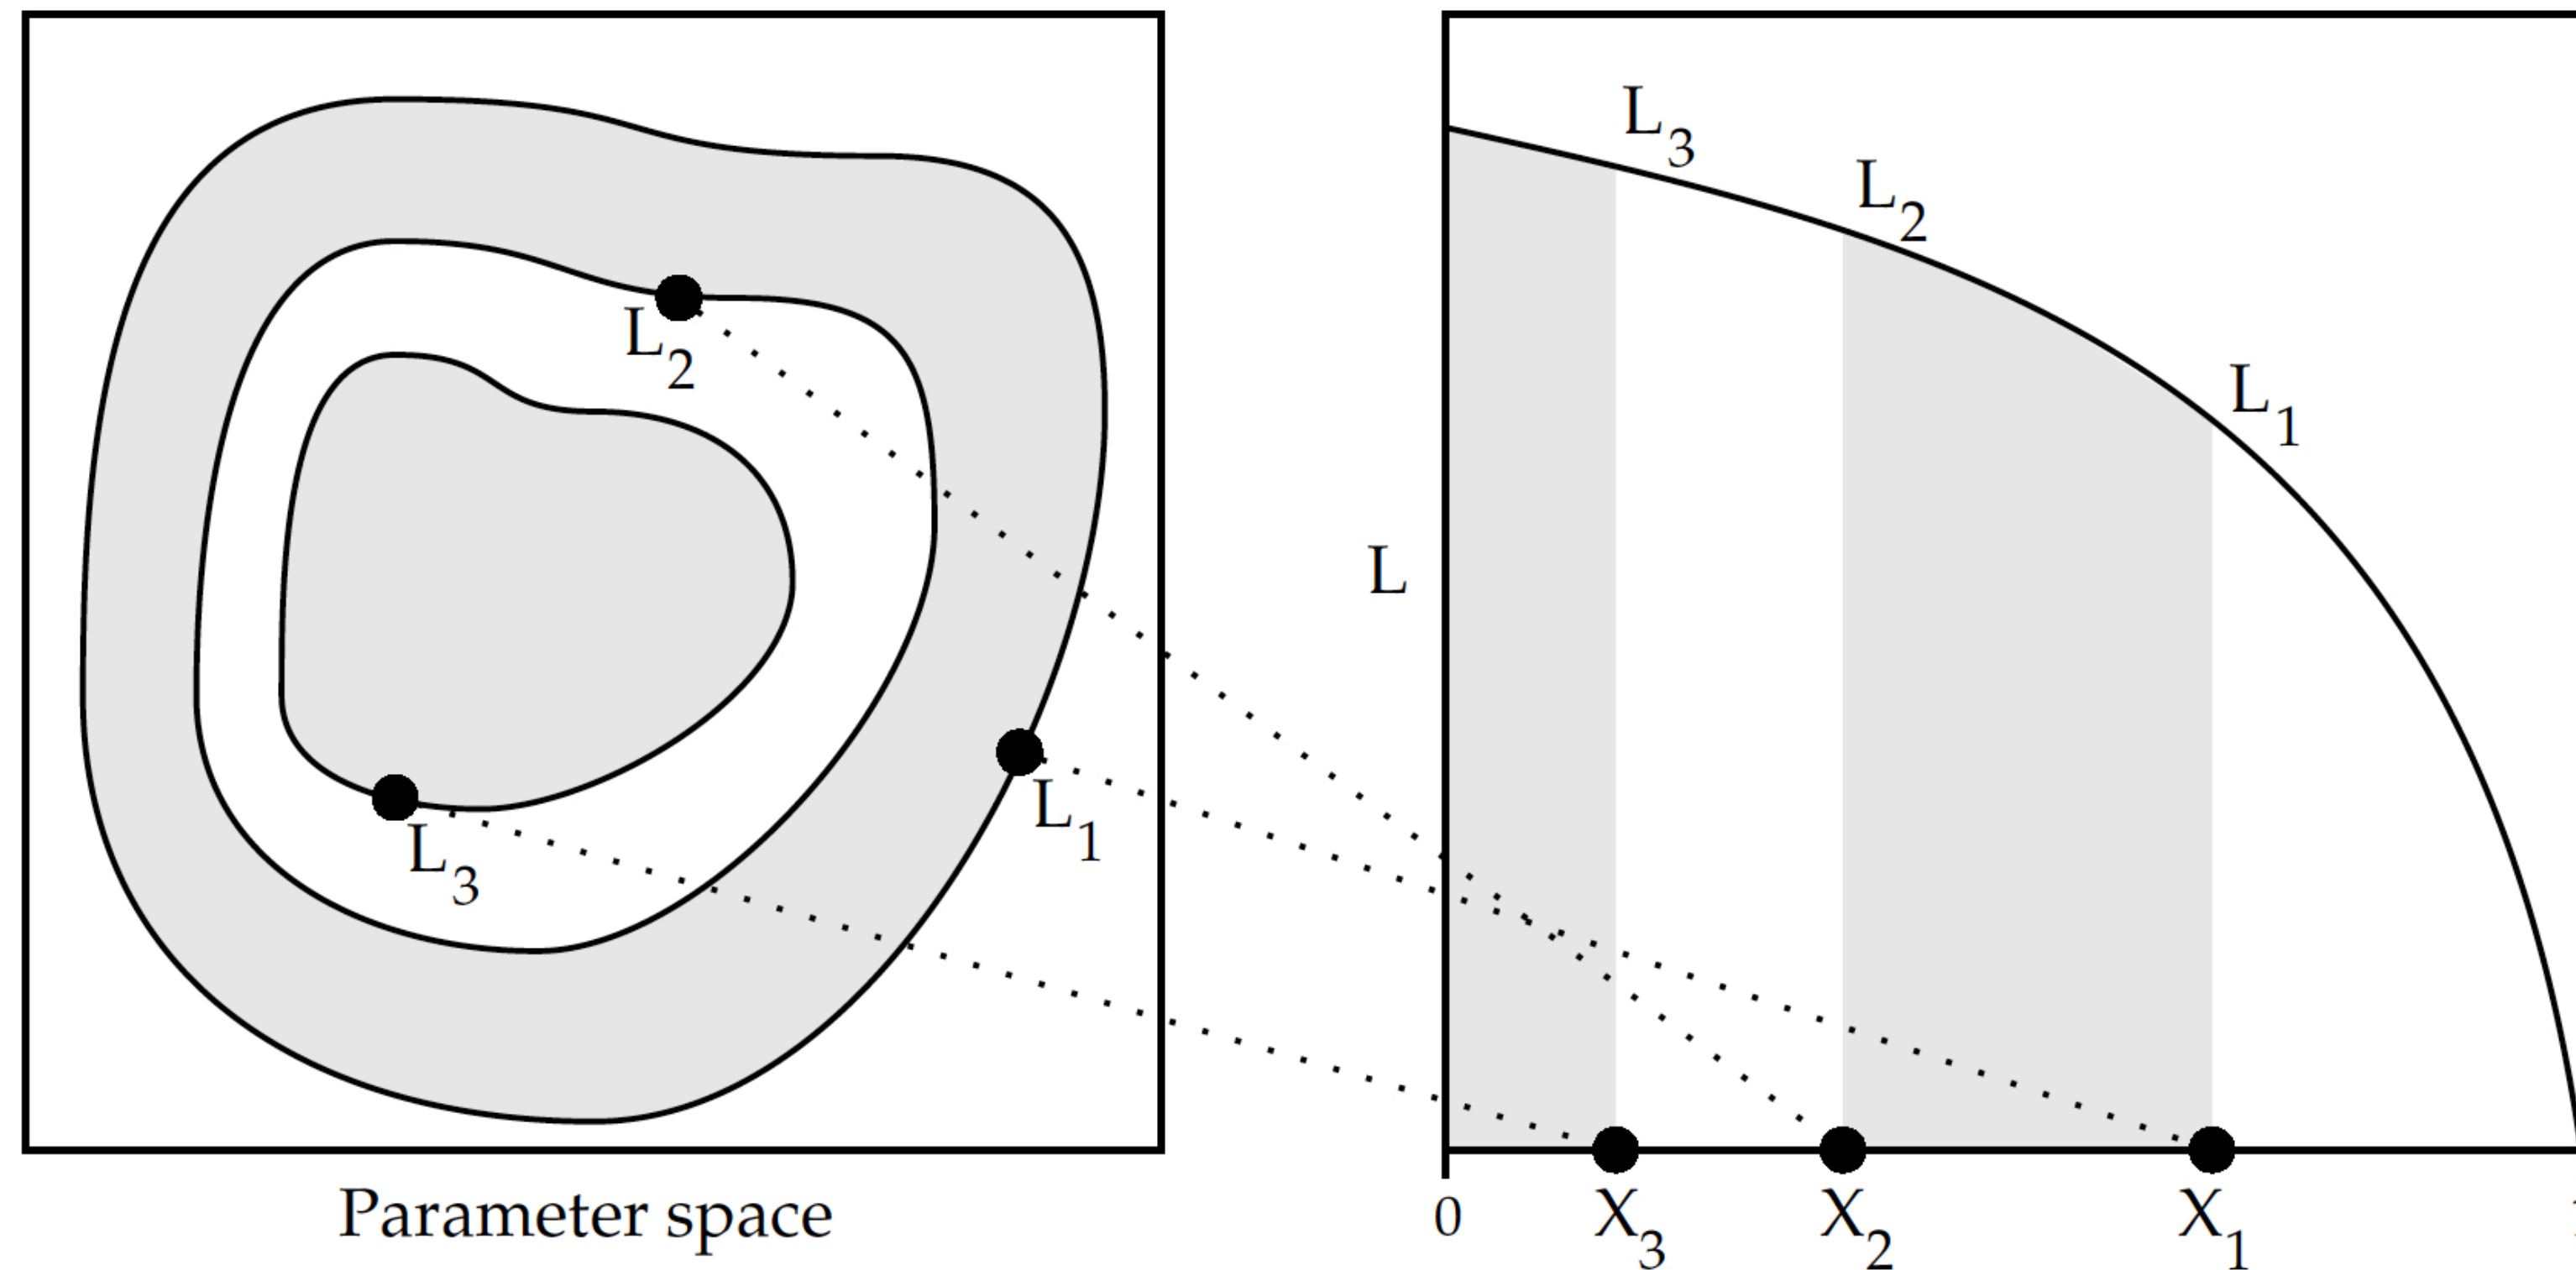 L₃
L₂
L₁
L
L₂
L₁
L₃
0
X₃
X₂
X₁
Parameter space